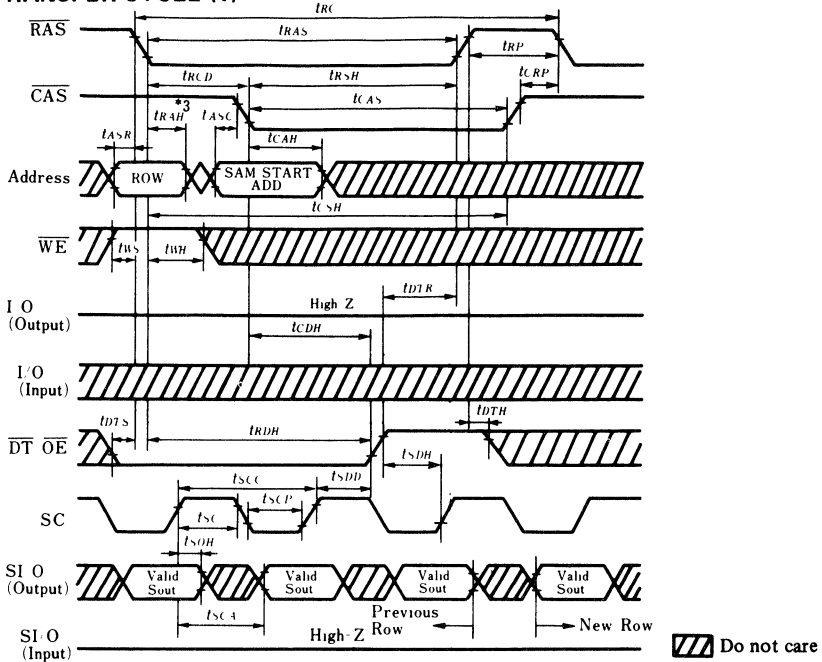 tRC
RAS
tRAS
tRP
tRCD
tRSH
tCRP
CAS
*3
tCAS
tRAH
tASC
tASR
tCAH
Address
ROW
SAM START
ADD
tCSH
WE
tWS
tWH
tDTR
I O
(Output)
High Z
tCDH
I/O
(Input)
tDTS
tDTH
tRDH
DT OE
tSCC
tSDD
tSDH
tSCP
SC
tSC
tSOH
SI O
(Output)
Valid
Sout
Valid
Sout
Valid
Sout
Valid
Sout
tSCA
Previous
Row
New Row
SI/O
(Input)
High-Z
Do not care